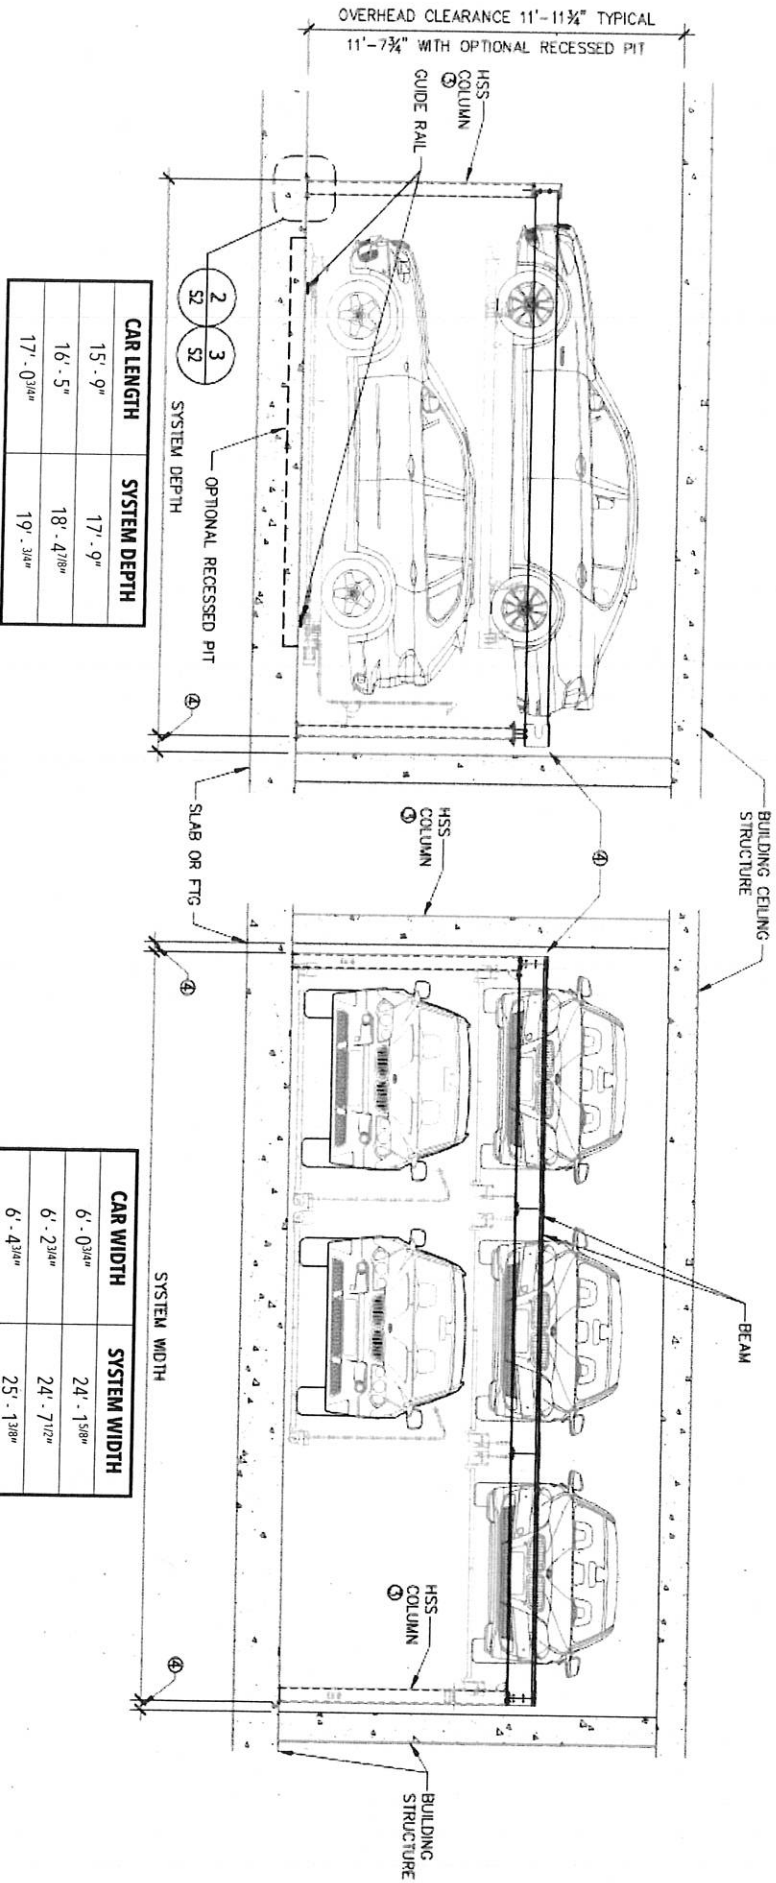 OVERHEAD CLEARANCE 11'-11¾" TYPICAL
11'-7¾" WITH OPTIONAL RECESSED PIT
HSS
COLUMN
③
GUIDE RAIL
2
S2
3
S2
SYSTEM DEPTH
OPTIONAL RECESSED PIT
④
SLAB OR FTG
BUILDING CEILING
STRUCTURE
④
HSS
COLUMN
③
④
BEAM
HSS
COLUMN
③
④
SYSTEM WIDTH
BUILDING
STRUCTURE
CAR LENGTH SYSTEM DEPTH
15' - 9" 17' - 9"
16' - 5" 18' - 4 7/8"
17' - 0 3/4" 19' - 3/4"
CAR WIDTH SYSTEM WIDTH
6' - 0 3/4" 24' - 1 5/8"
6' - 2 3/4" 24' - 7 1/2"
6' - 4 3/4" 25' - 1 3/8"